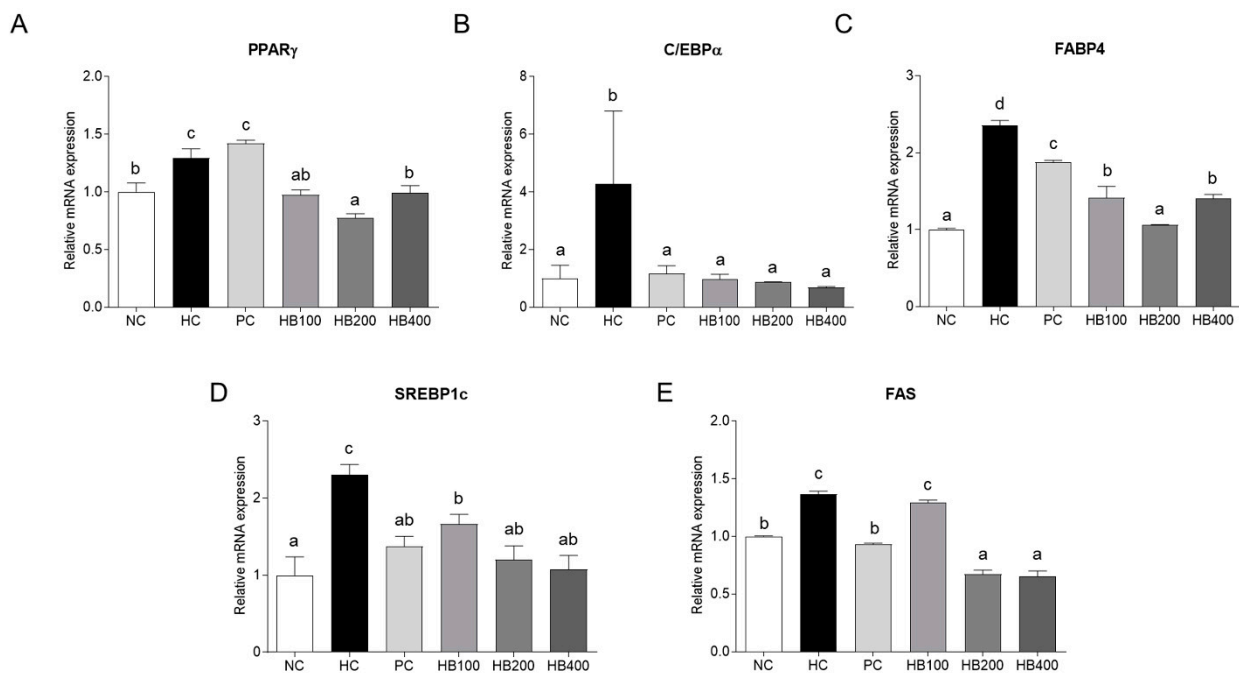 A
PPARγ
Relative mRNA expression
2.0
1.5
1.0
0.5
0.0
b
c
c
ab
a
b
NC HC PC HB100 HB200 HB400
B
C/EBPα
Relative mRNA expression
8
6
4
2
0
a
b
a
a
a
a
NC HC PC HB100 HB200 HB400
C
FABP4
Relative mRNA expression
3
2
1
0
a
d
c
b
a
b
NC HC PC HB100 HB200 HB400
D
SREBP1c
Relative mRNA expression
3
2
1
0
a
c
ab
b
ab
ab
NC HC PC HB100 HB200 HB400
E
FAS
Relative mRNA expression
2.0
1.5
1.0
0.5
0.0
b
c
b
c
a
a
NC HC PC HB100 HB200 HB400